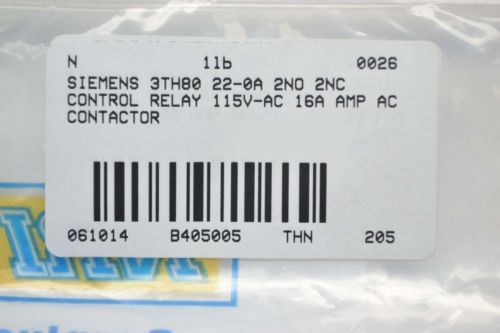 N 11b 0026
SIEMENS 3TH80 22-0A 2NO 2NC
CONTROL RELAY 115V-AC 16A AMP AC
CONTACTOR
061014 B405005 THN 205